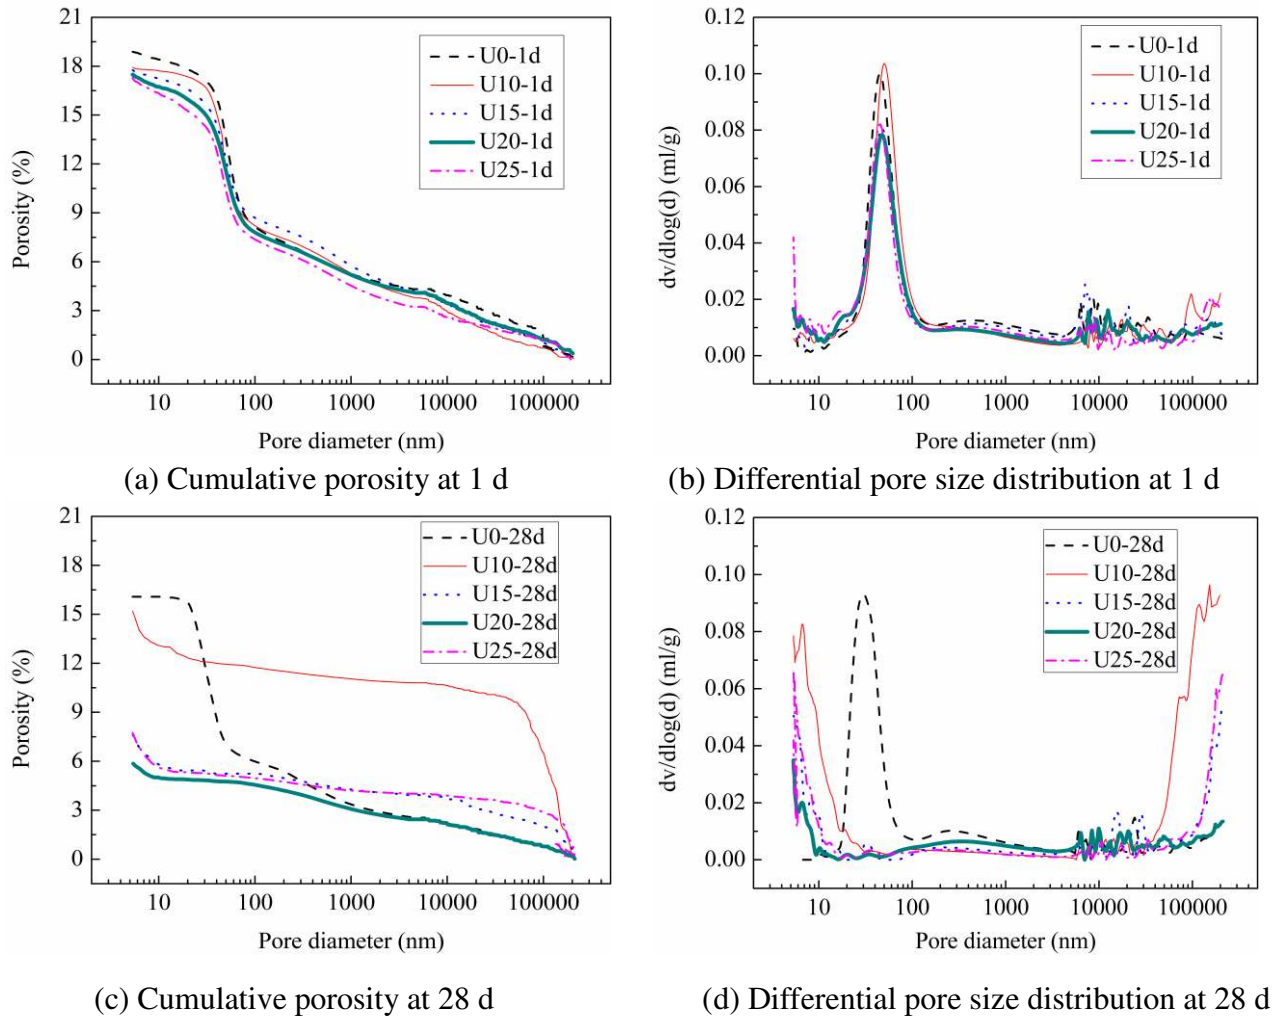 21
18
15
12
9
6
3
0
Porosity (%)
U0-1d
U10-1d
U15-1d
U20-1d
U25-1d
10 100 1000 10000 100000
Pore diameter (nm)
(a) Cumulative porosity at 1 d
0.12
0.10
0.08
0.06
0.04
0.02
0.00
dv/dlog(d) (ml/g)
U0-1d
U10-1d
U15-1d
U20-1d
U25-1d
10 100 1000 10000 100000
Pore diameter (nm)
(b) Differential pore size distribution at 1 d
21
18
15
12
9
6
3
0
Porosity (%)
U0-28d
U10-28d
U15-28d
U20-28d
U25-28d
10 100 1000 10000 100000
Pore diameter (nm)
(c) Cumulative porosity at 28 d
0.12
0.10
0.08
0.06
0.04
0.02
0.00
dv/dlog(d) (ml/g)
U0-28d
U10-28d
U15-28d
U20-28d
U25-28d
10 100 1000 10000 100000
Pore diameter (nm)
(d) Differential pore size distribution at 28 d